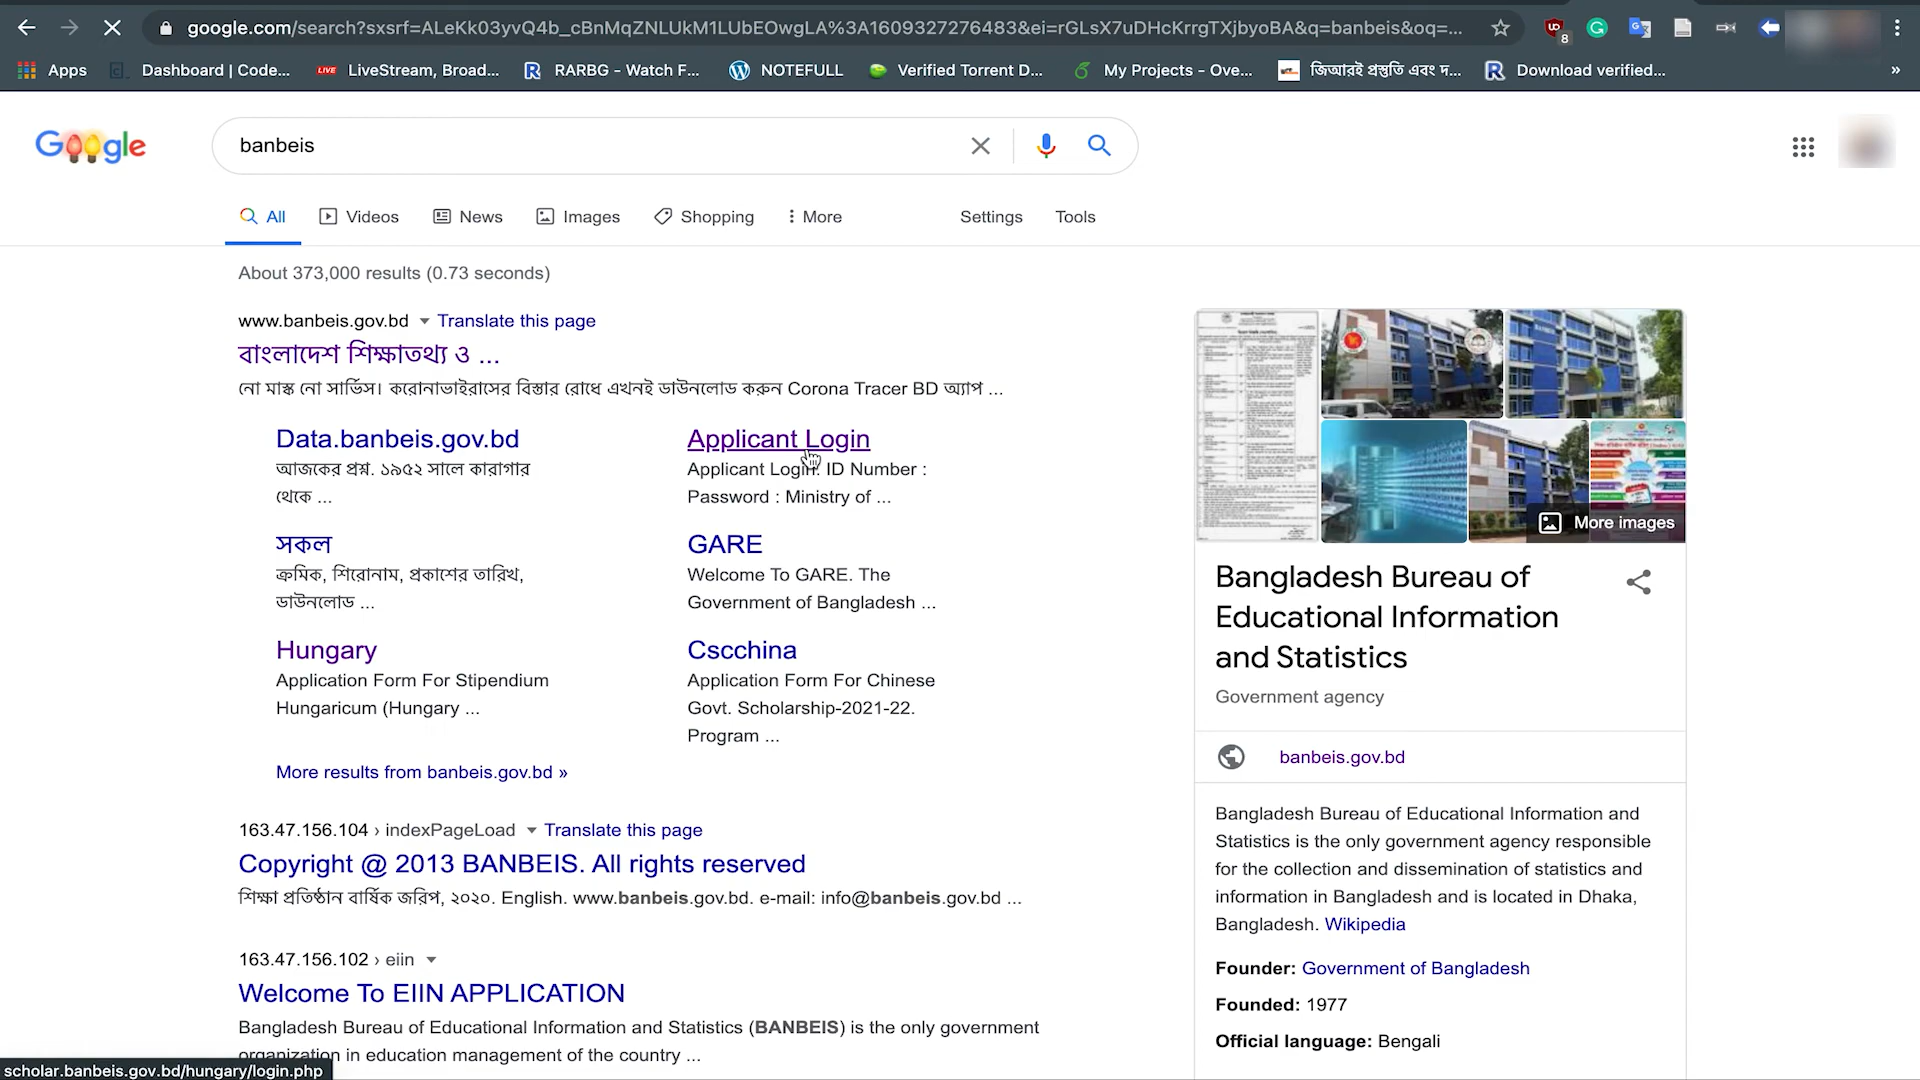 google.com/search?sxsrf=ALeKk03yvQ4b_cBnMqZNLUkM1LUbEOwgLA%3A1609327276483&ei=rGLsX7uDHcKrrgTXjbyoBA&q=banbeis&oq=...
8
Apps
Dashboard | Code...
LIVE LiveStream, Broad...
RARBG - Watch F...
NOTEFULL
Verified Torrent D...
My Projects - Ove...
জিআরই প্রস্তুতি এবং দ...
Download verified...
»
Google
banbeis
All Videos News Images Shopping More Settings Tools
About 373,000 results (0.73 seconds)
www.banbeis.gov.bd Translate this page
বাংলাদেশ শিক্ষাতথ্য ও ...
নো মাস্ক নো সার্ভিস। করোনাভাইরাসের বিস্তার রোধে এখনই ডাউনলোড করুন Corona Tracer BD অ্যাপ ...
Data.banbeis.gov.bd
আজকের প্রশ্ন. ১৯৫২ সালে কারাগার
থেকে ...
Applicant Login
Applicant Login. ID Number :
Password : Ministry of ...
সকল
ক্রমিক, শিরোনাম, প্রকাশের তারিখ,
ডাউনলোড ...
GARE
Welcome To GARE. The
Government of Bangladesh ...
Hungary
Application Form For Stipendium
Hungaricum (Hungary ...
Cscchina
Application Form For Chinese
Govt. Scholarship-2021-22.
Program ...
More results from banbeis.gov.bd »
163.47.156.104 › indexPageLoad Translate this page
Copyright @ 2013 BANBEIS. All rights reserved
শিক্ষা প্রতিষ্ঠান বার্ষিক জরিপ, ২০২০. English. www.banbeis.gov.bd. e-mail: info@banbeis.gov.bd ...
163.47.156.102 › eiin
Welcome To EIIN APPLICATION
Bangladesh Bureau of Educational Information and Statistics (BANBEIS) is the only government
organization in education management of the country ...
scholar.banbeis.gov.bd/hungary/login.php
More images
Bangladesh Bureau of
Educational Information
and Statistics
Government agency
banbeis.gov.bd
Bangladesh Bureau of Educational Information and
Statistics is the only government agency responsible
for the collection and dissemination of statistics and
information in Bangladesh and is located in Dhaka,
Bangladesh. Wikipedia
Founder: Government of Bangladesh
Founded: 1977
Official language: Bengali